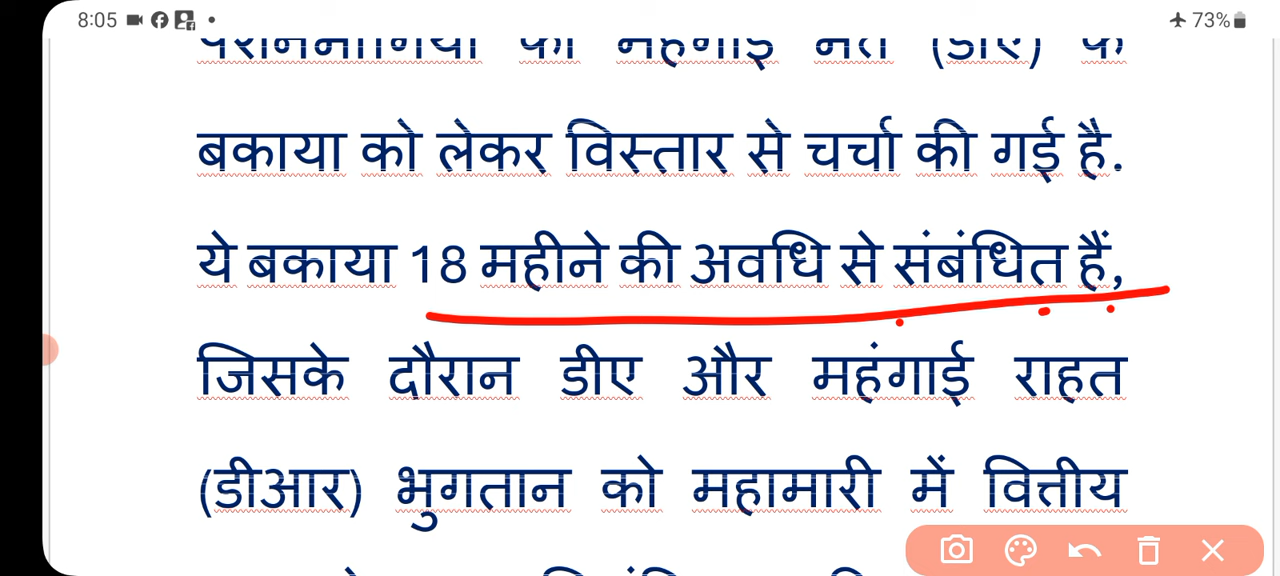 8:05 73%
बकाया को लेकर विस्तार से चर्चा की गई है.
ये बकाया 18 महीने की अवधि से संबंधित हैं,
जिसके दौरान डीए और महंगाई राहत
(डीआर) भुगतान को महामारी में वित्तीय